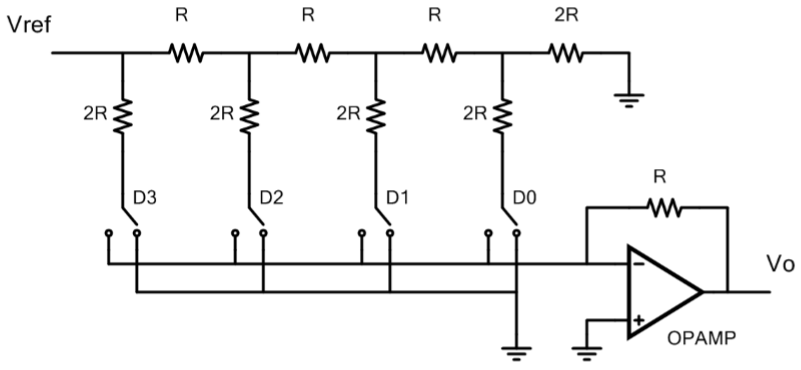 R R R 2R
Vref
2R 2R 2R 2R
D3 D2 D1 D0
R
Vo
OPAMP